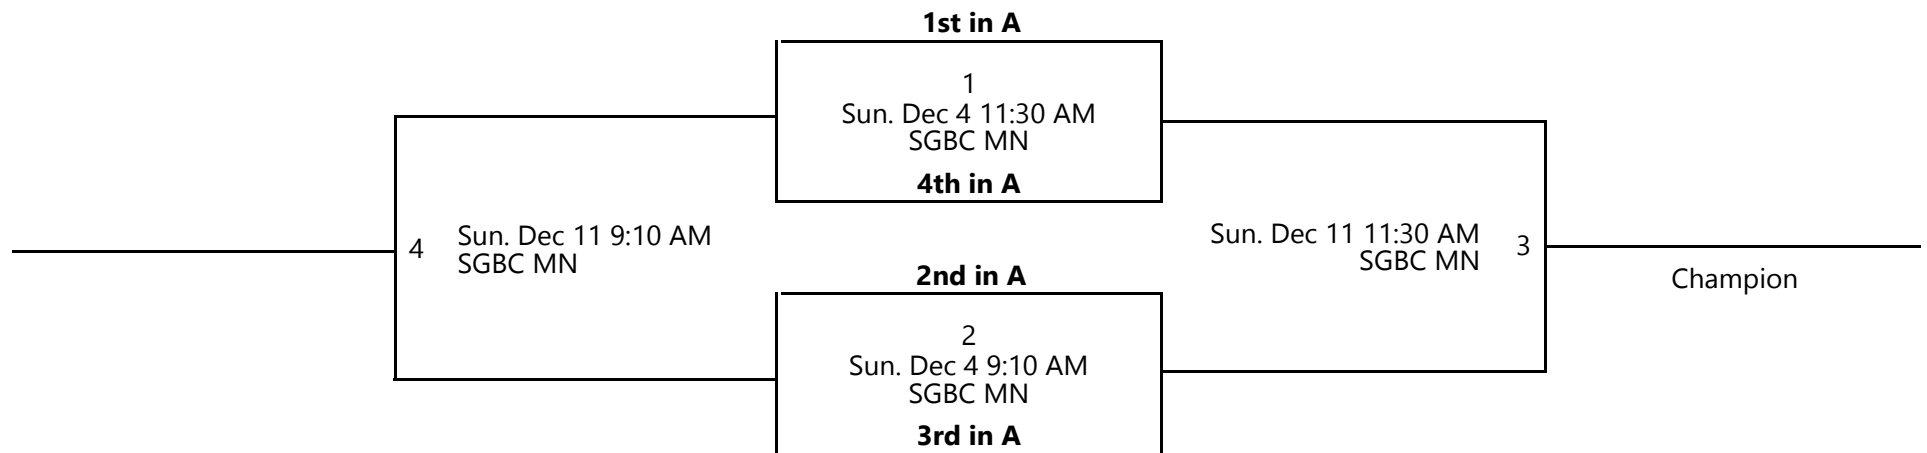 1st in A
1
Sun. Dec 4 11:30 AM
SGBC MN
4th in A
4
Sun. Dec 11 9:10 AM
SGBC MN
Sun. Dec 11 11:30 AM
SGBC MN
3
Champion
2nd in A
2
Sun. Dec 4 9:10 AM
SGBC MN
3rd in A